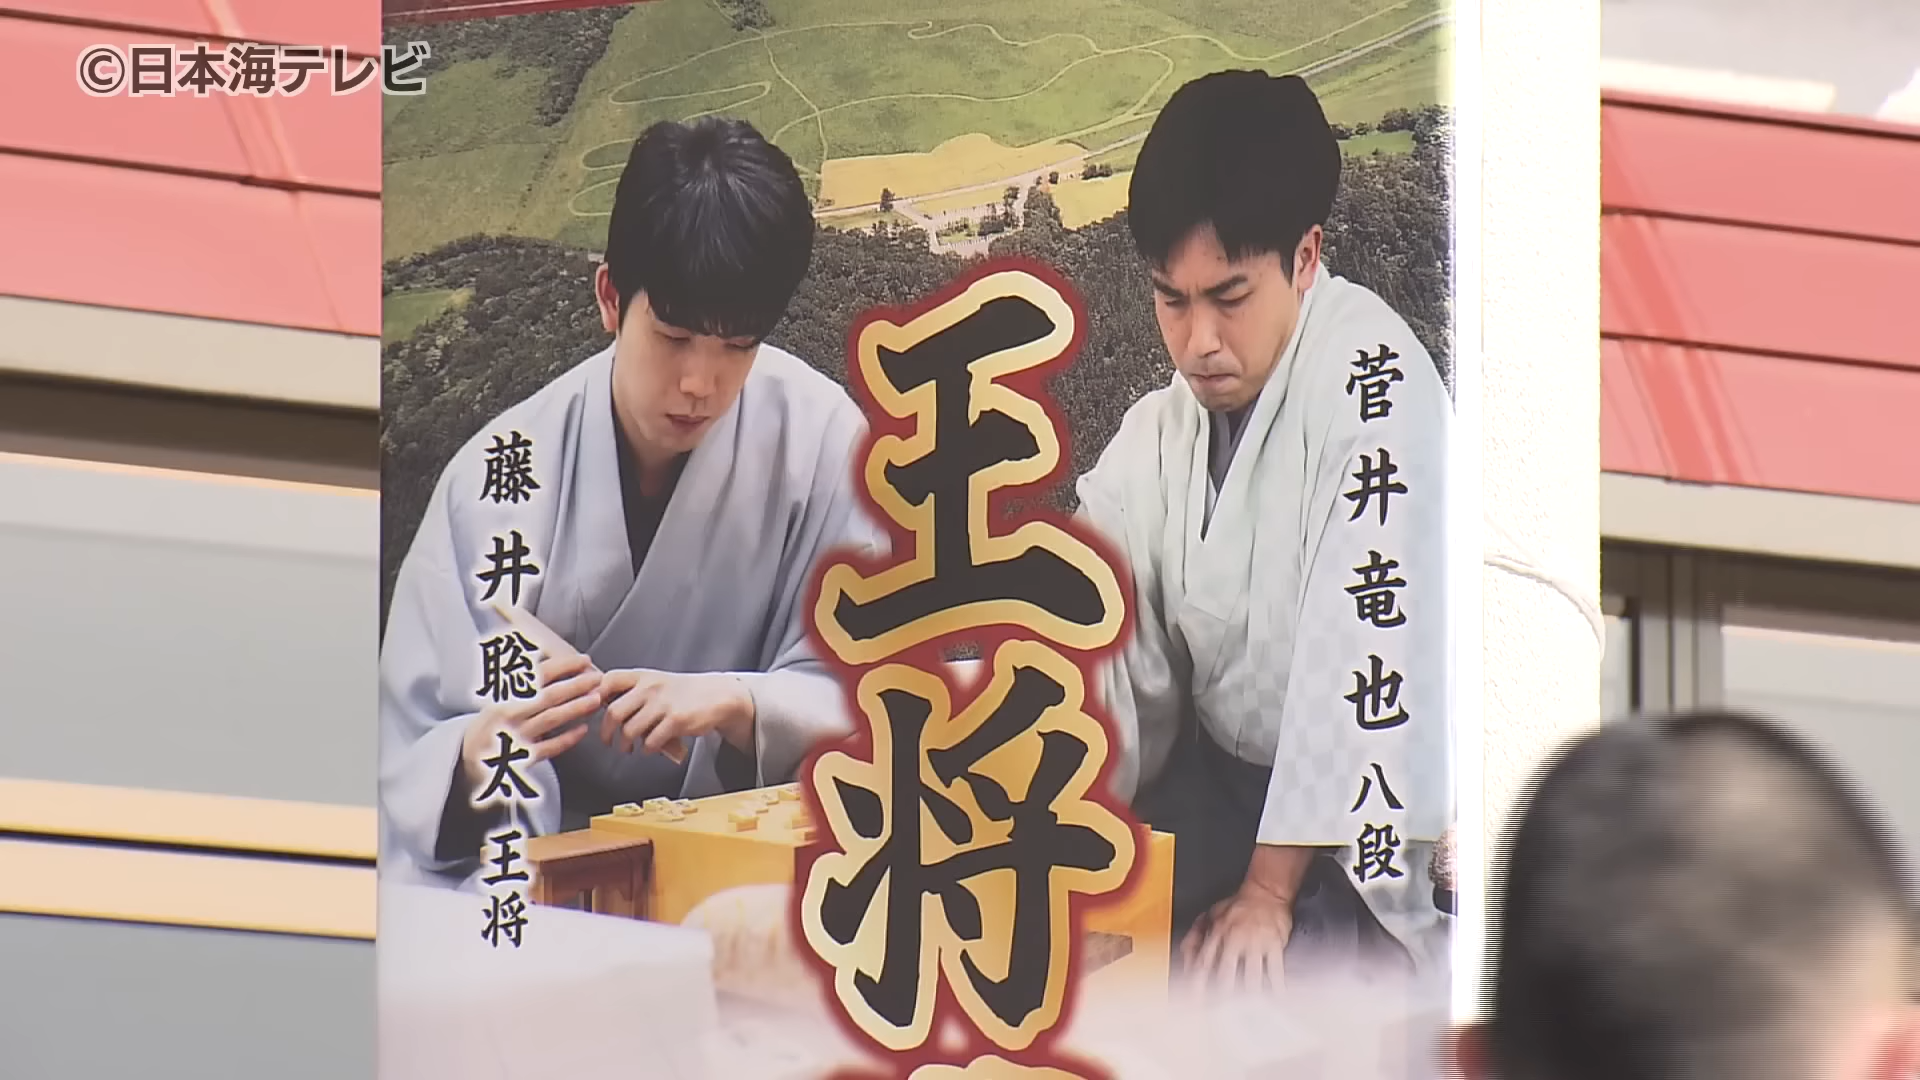 ©日本海テレビ
王将
菅井竜也 八段
藤井聡太 王将